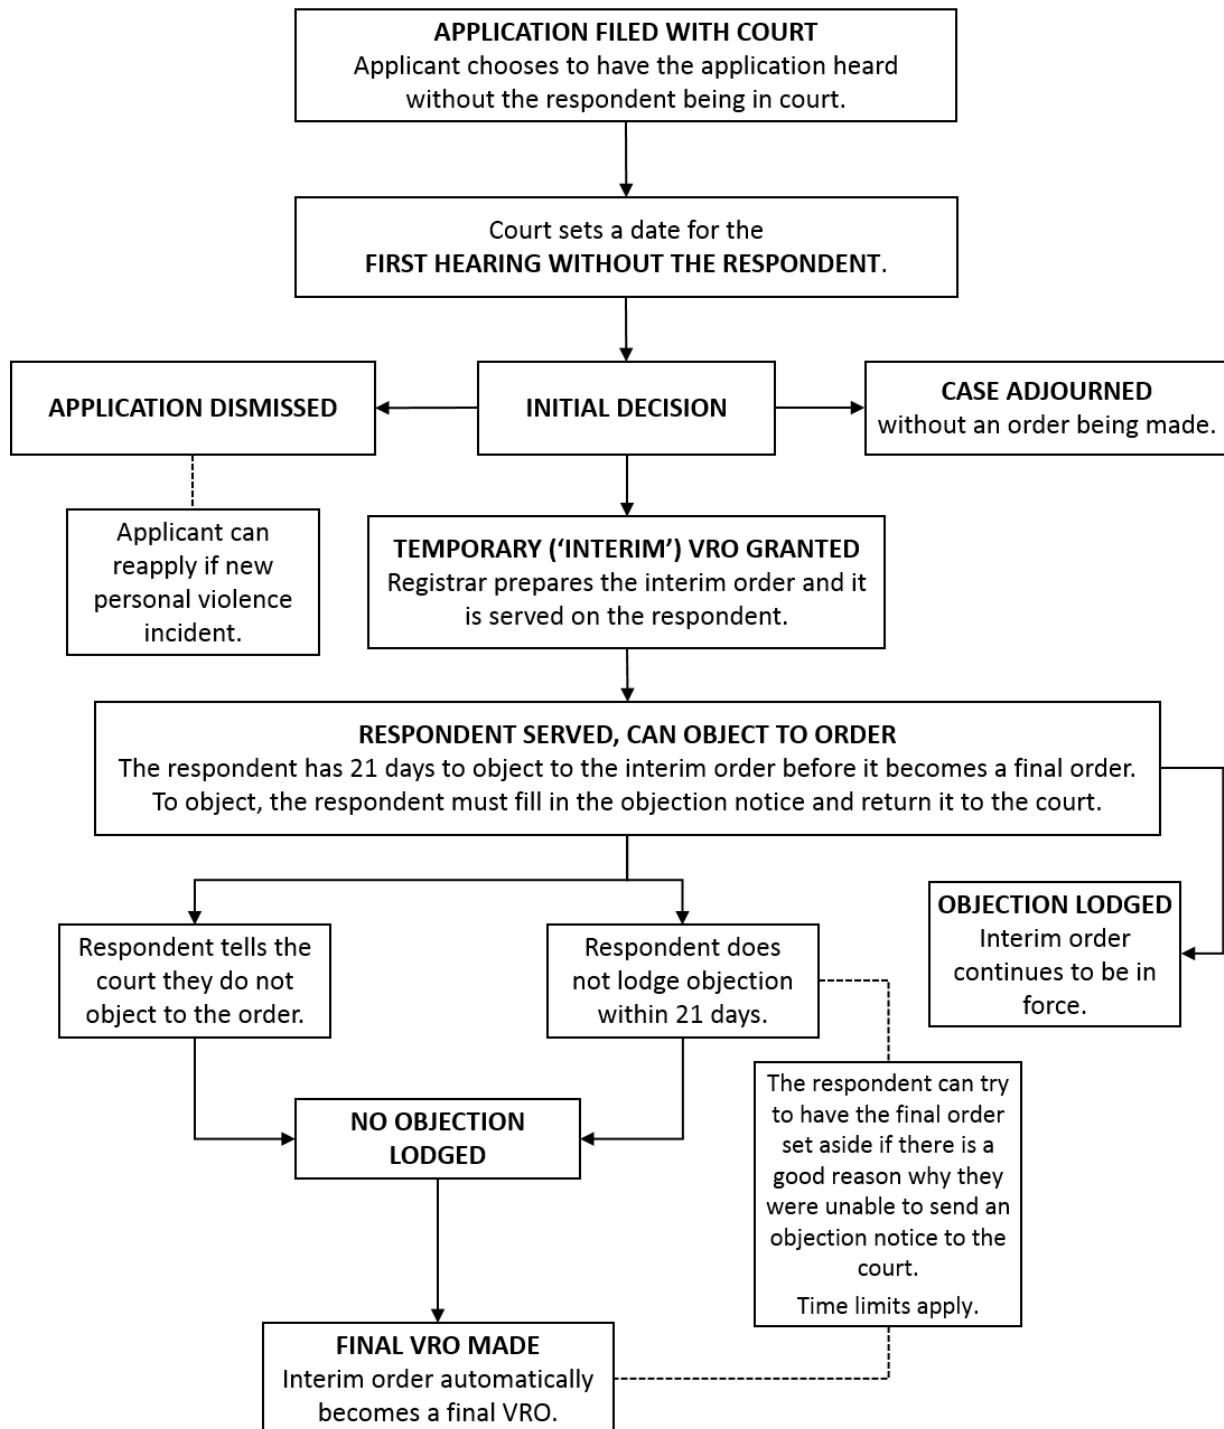 APPLICATION FILED WITH COURT
Applicant chooses to have the application heard
without the respondent being in court.
Court sets a date for the
FIRST HEARING WITHOUT THE RESPONDENT.
APPLICATION DISMISSED
INITIAL DECISION
CASE ADJOURNED
without an order being made.
Applicant can
reapply if new
personal violence
incident.
TEMPORARY (‘INTERIM’) VRO GRANTED
Registrar prepares the interim order and it
is served on the respondent.
RESPONDENT SERVED, CAN OBJECT TO ORDER
The respondent has 21 days to object to the interim order before it becomes a final order.
To object, the respondent must fill in the objection notice and return it to the court.
Respondent tells the
court they do not
object to the order.
Respondent does
not lodge objection
within 21 days.
OBJECTION LODGED
Interim order
continues to be in
force.
The respondent can try
to have the final order
set aside if there is a
good reason why they
were unable to send an
objection notice to the
court.
Time limits apply.
NO OBJECTION
LODGED
FINAL VRO MADE
Interim order automatically
becomes a final VRO.